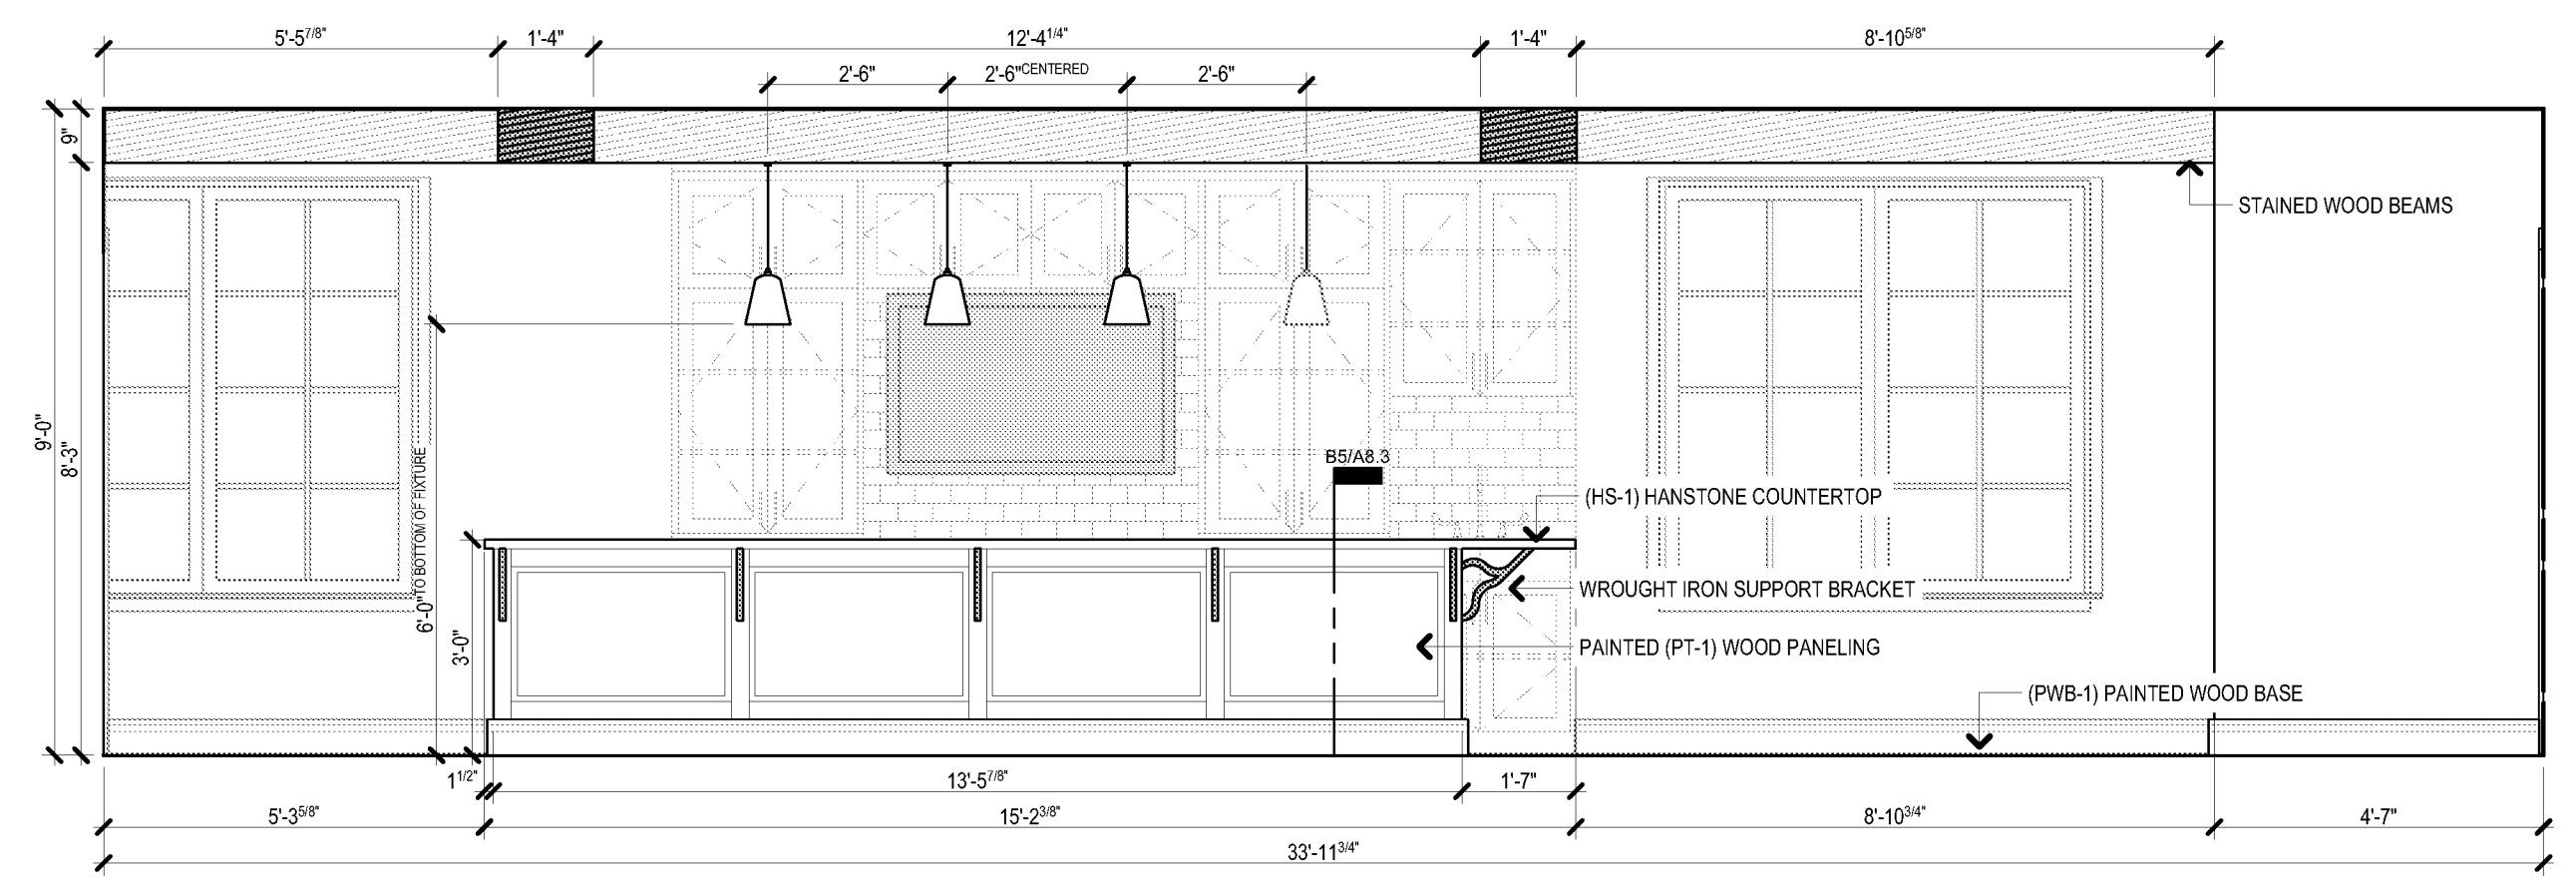 5'-5 7/8"
1'-4"
12'-4 1/4"
1'-4"
8'-10 5/8"
2'-6"
2'-6" CENTERED
2'-6"
9"
STAINED WOOD BEAMS
9'-0"
8'-3"
6'-0" TO BOTTOM OF FIXTURE
B5/A8.3
(HS-1) HANSTONE COUNTERTOP
WROUGHT IRON SUPPORT BRACKET
3'-0"
PAINTED (PT-1) WOOD PANELING
(PWB-1) PAINTED WOOD BASE
1 1/2"
13'-5 7/8"
1'-7"
5'-3 5/8"
15'-2 3/8"
8'-10 3/4"
4'-7"
33'-11 3/4"